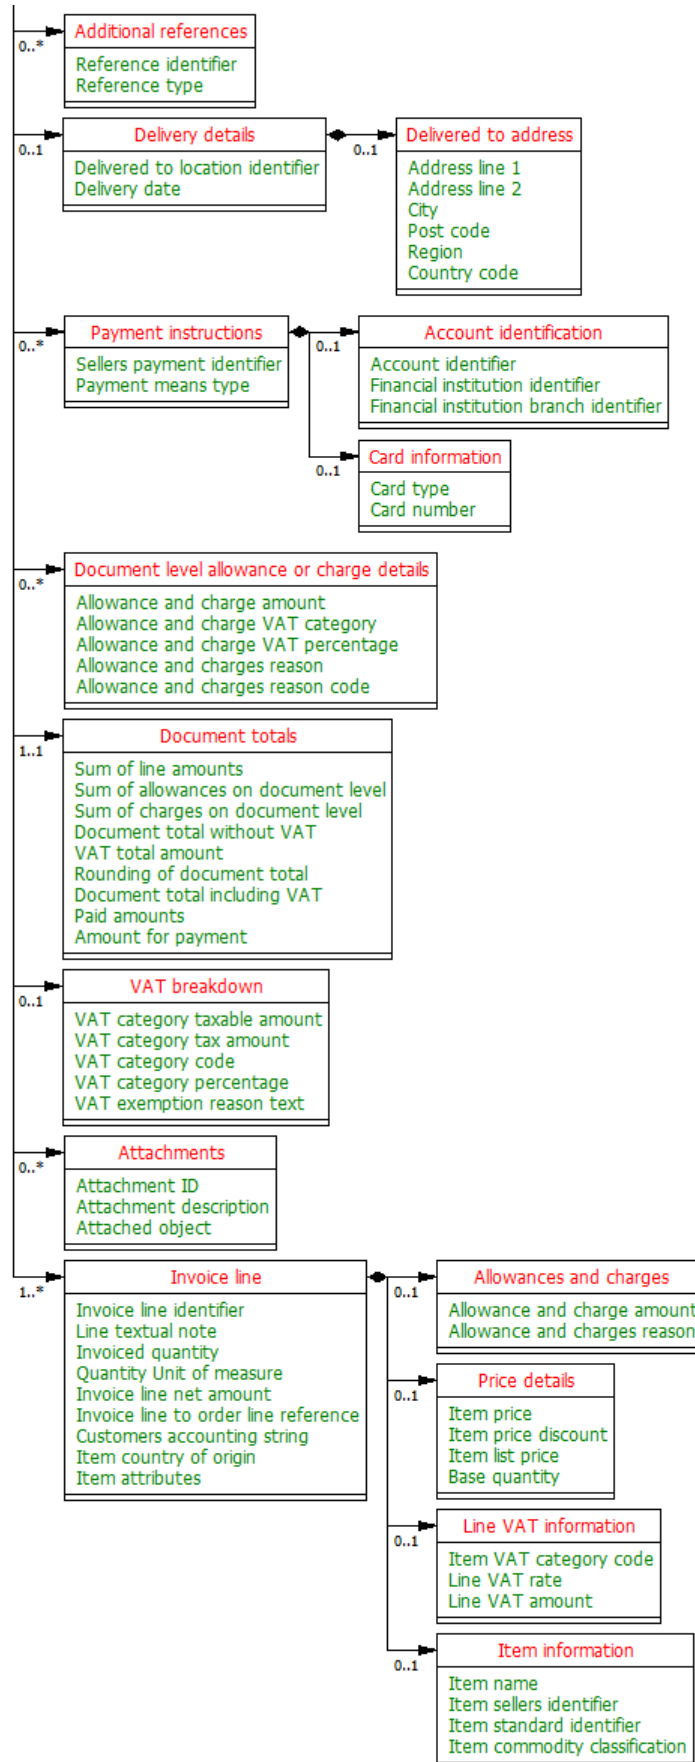 Additional references
0..*
Reference identifier
Reference type
Delivery details
0..1
Delivered to location identifier
Delivery date
Delivered to address
0..1
Address line 1
Address line 2
City
Post code
Region
Country code
Payment instructions
0..*
Sellers payment identifier
Payment means type
Account identification
0..1
Account identifier
Financial institution identifier
Financial institution branch identifier
Card information
0..1
Card type
Card number
Document level allowance or charge details
0..*
Allowance and charge amount
Allowance and charge VAT category
Allowance and charge VAT percentage
Allowance and charges reason
Allowance and charges reason code
Document totals
1..1
Sum of line amounts
Sum of allowances on document level
Sum of charges on document level
Document total without VAT
VAT total amount
Rounding of document total
Document total including VAT
Paid amounts
Amount for payment
VAT breakdown
0..1
VAT category taxable amount
VAT category tax amount
VAT category code
VAT category percentage
VAT exemption reason text
Attachments
0..*
Attachment ID
Attachment description
Attached object
Invoice line
1..*
Invoice line identifier
Line textual note
Invoiced quantity
Quantity Unit of measure
Invoice line net amount
Invoice line to order line reference
Customers accounting string
Item country of origin
Item attributes
Allowances and charges
0..1
Allowance and charge amount
Allowance and charges reason
Price details
0..1
Item price
Item price discount
Item list price
Base quantity
Line VAT information
0..1
Item VAT category code
Line VAT rate
Line VAT amount
Item information
0..1
Item name
Item sellers identifier
Item standard identifier
Item commodity classification